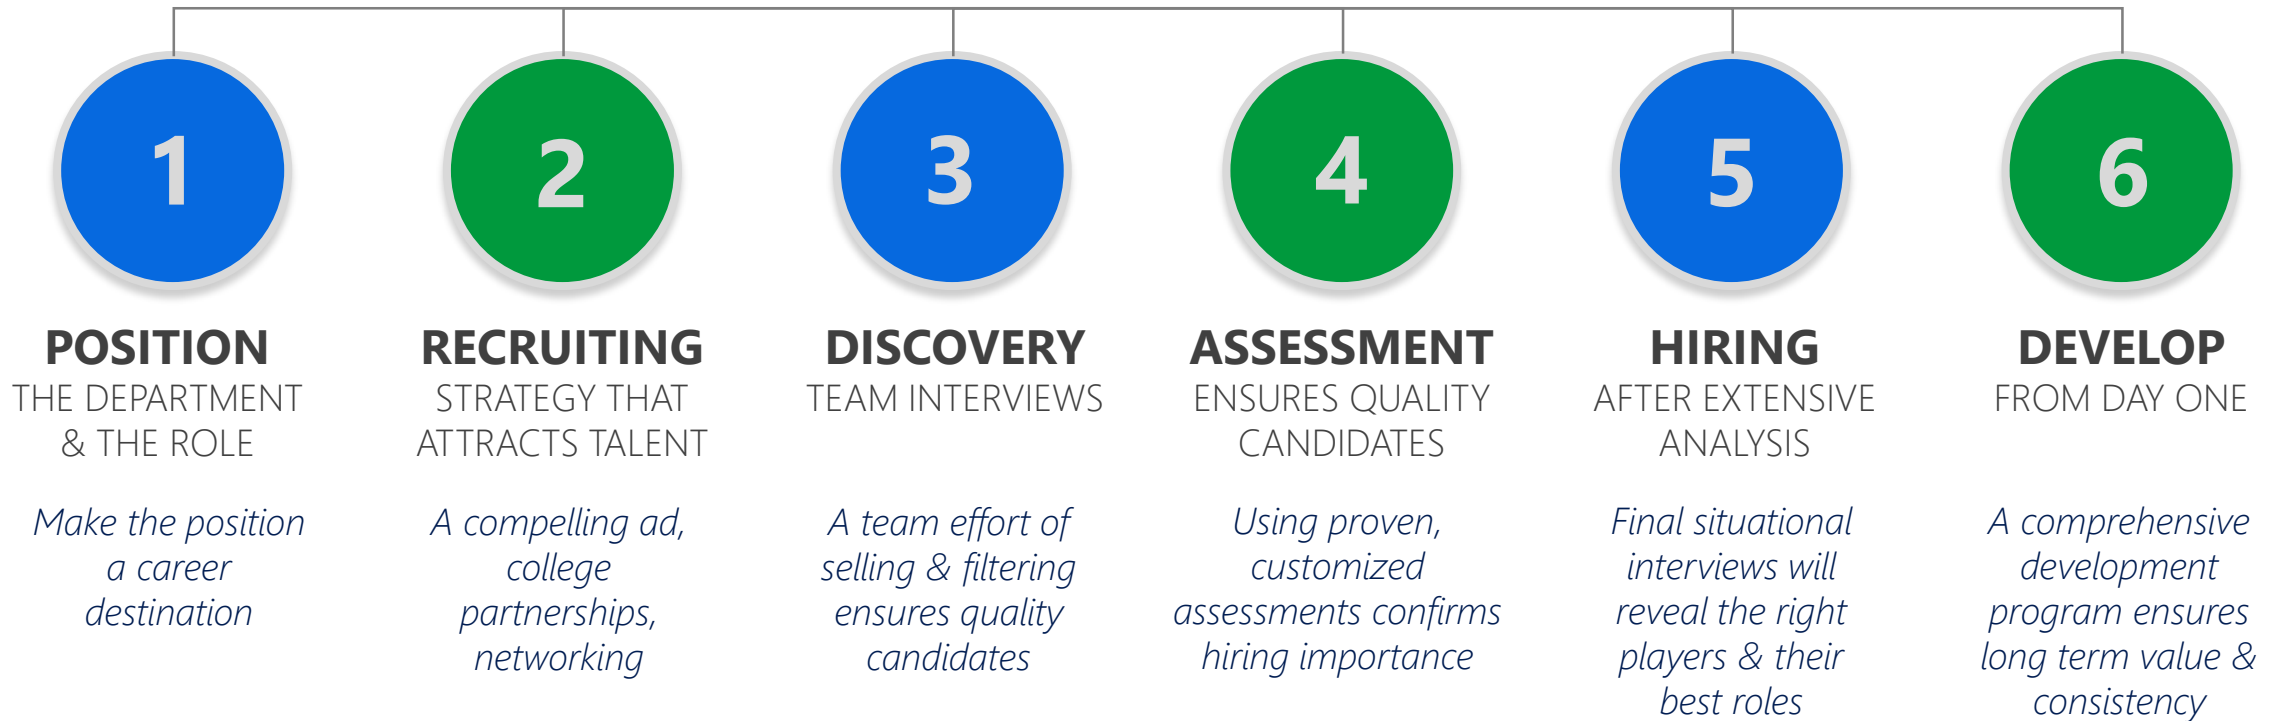 1
POSITION
THE DEPARTMENT
& THE ROLE
Make the position
a career
destination
2
RECRUITING
STRATEGY THAT
ATTRACTS TALENT
A compelling ad,
college
partnerships,
networking
3
DISCOVERY
TEAM INTERVIEWS
A team effort of
selling & filtering
ensures quality
candidates
4
ASSESSMENT
ENSURES QUALITY
CANDIDATES
Using proven,
customized
assessments confirms
hiring importance
5
HIRING
AFTER EXTENSIVE
ANALYSIS
Final situational
interviews will
reveal the right
players & their
best roles
6
DEVELOP
FROM DAY ONE
A comprehensive
development
program ensures
long term value &
consistency